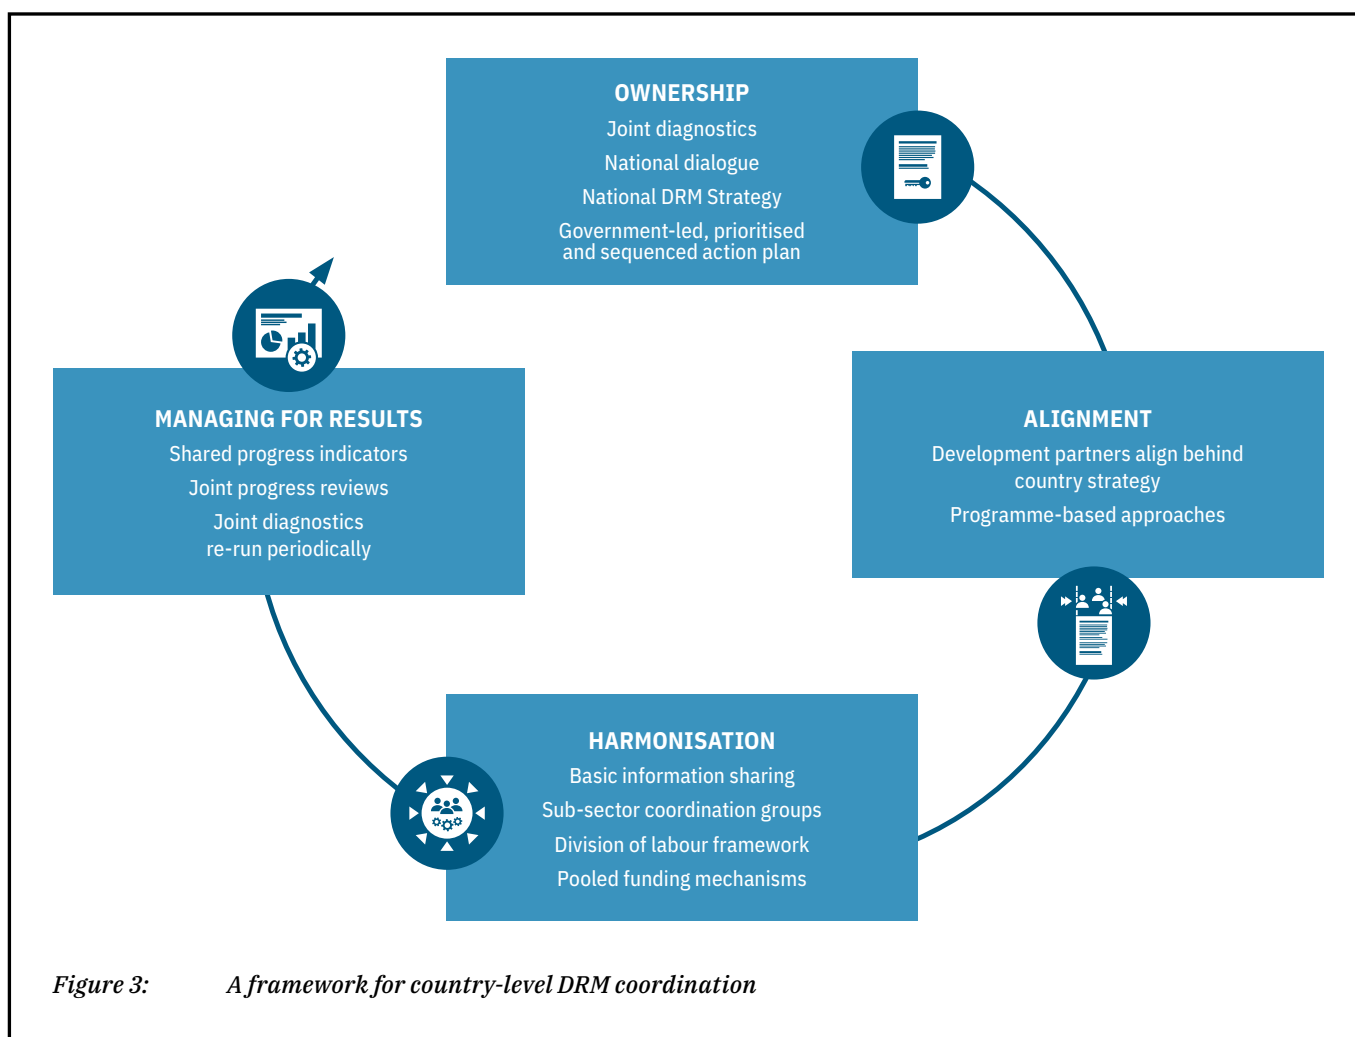 OWNERSHIP
Joint diagnostics
National dialogue
National DRM Strategy
Government-led, prioritised
and sequenced action plan
MANAGING FOR RESULTS
Shared progress indicators
Joint progress reviews
Joint diagnostics
re-run periodically
ALIGNMENT
Development partners align behind
country strategy
Programme-based approaches
HARMONISATION
Basic information sharing
Sub-sector coordination groups
Division of labour framework
Pooled funding mechanisms
Figure 3: A framework for country-level DRM coordination